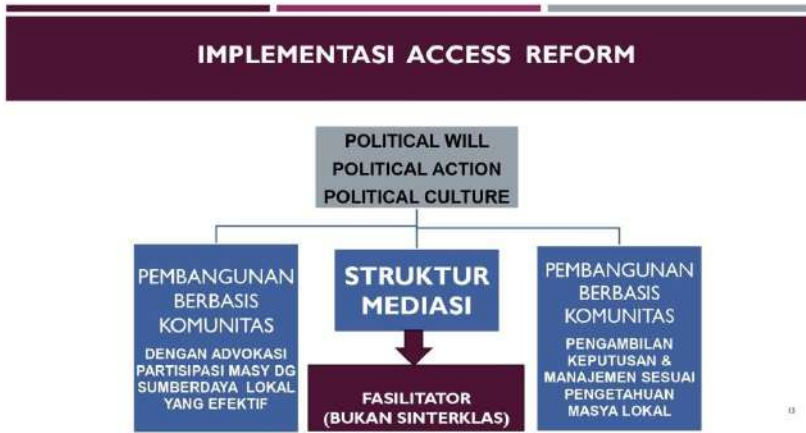 IMPLEMENTASI ACCESS REFORM
POLITICAL WILL
POLITICAL ACTION
POLITICAL CULTURE
PEMBANGUNAN
BERBASIS
KOMUNITAS
DENGAN ADVOKASI
PARTISIPASI MASY DG
SUMBERDAYA LOKAL
YANG EFEKTIF
STRUKTUR
MEDIASI
FASILITATOR
(BUKAN SINTERKLAS)
PEMBANGUNAN
BERBASIS
KOMUNITAS
PENGAMBILAN
KEPUTUSAN &
MANAJEMEN SESUAI
PENGETAHUAN
MASYA LOKAL
13